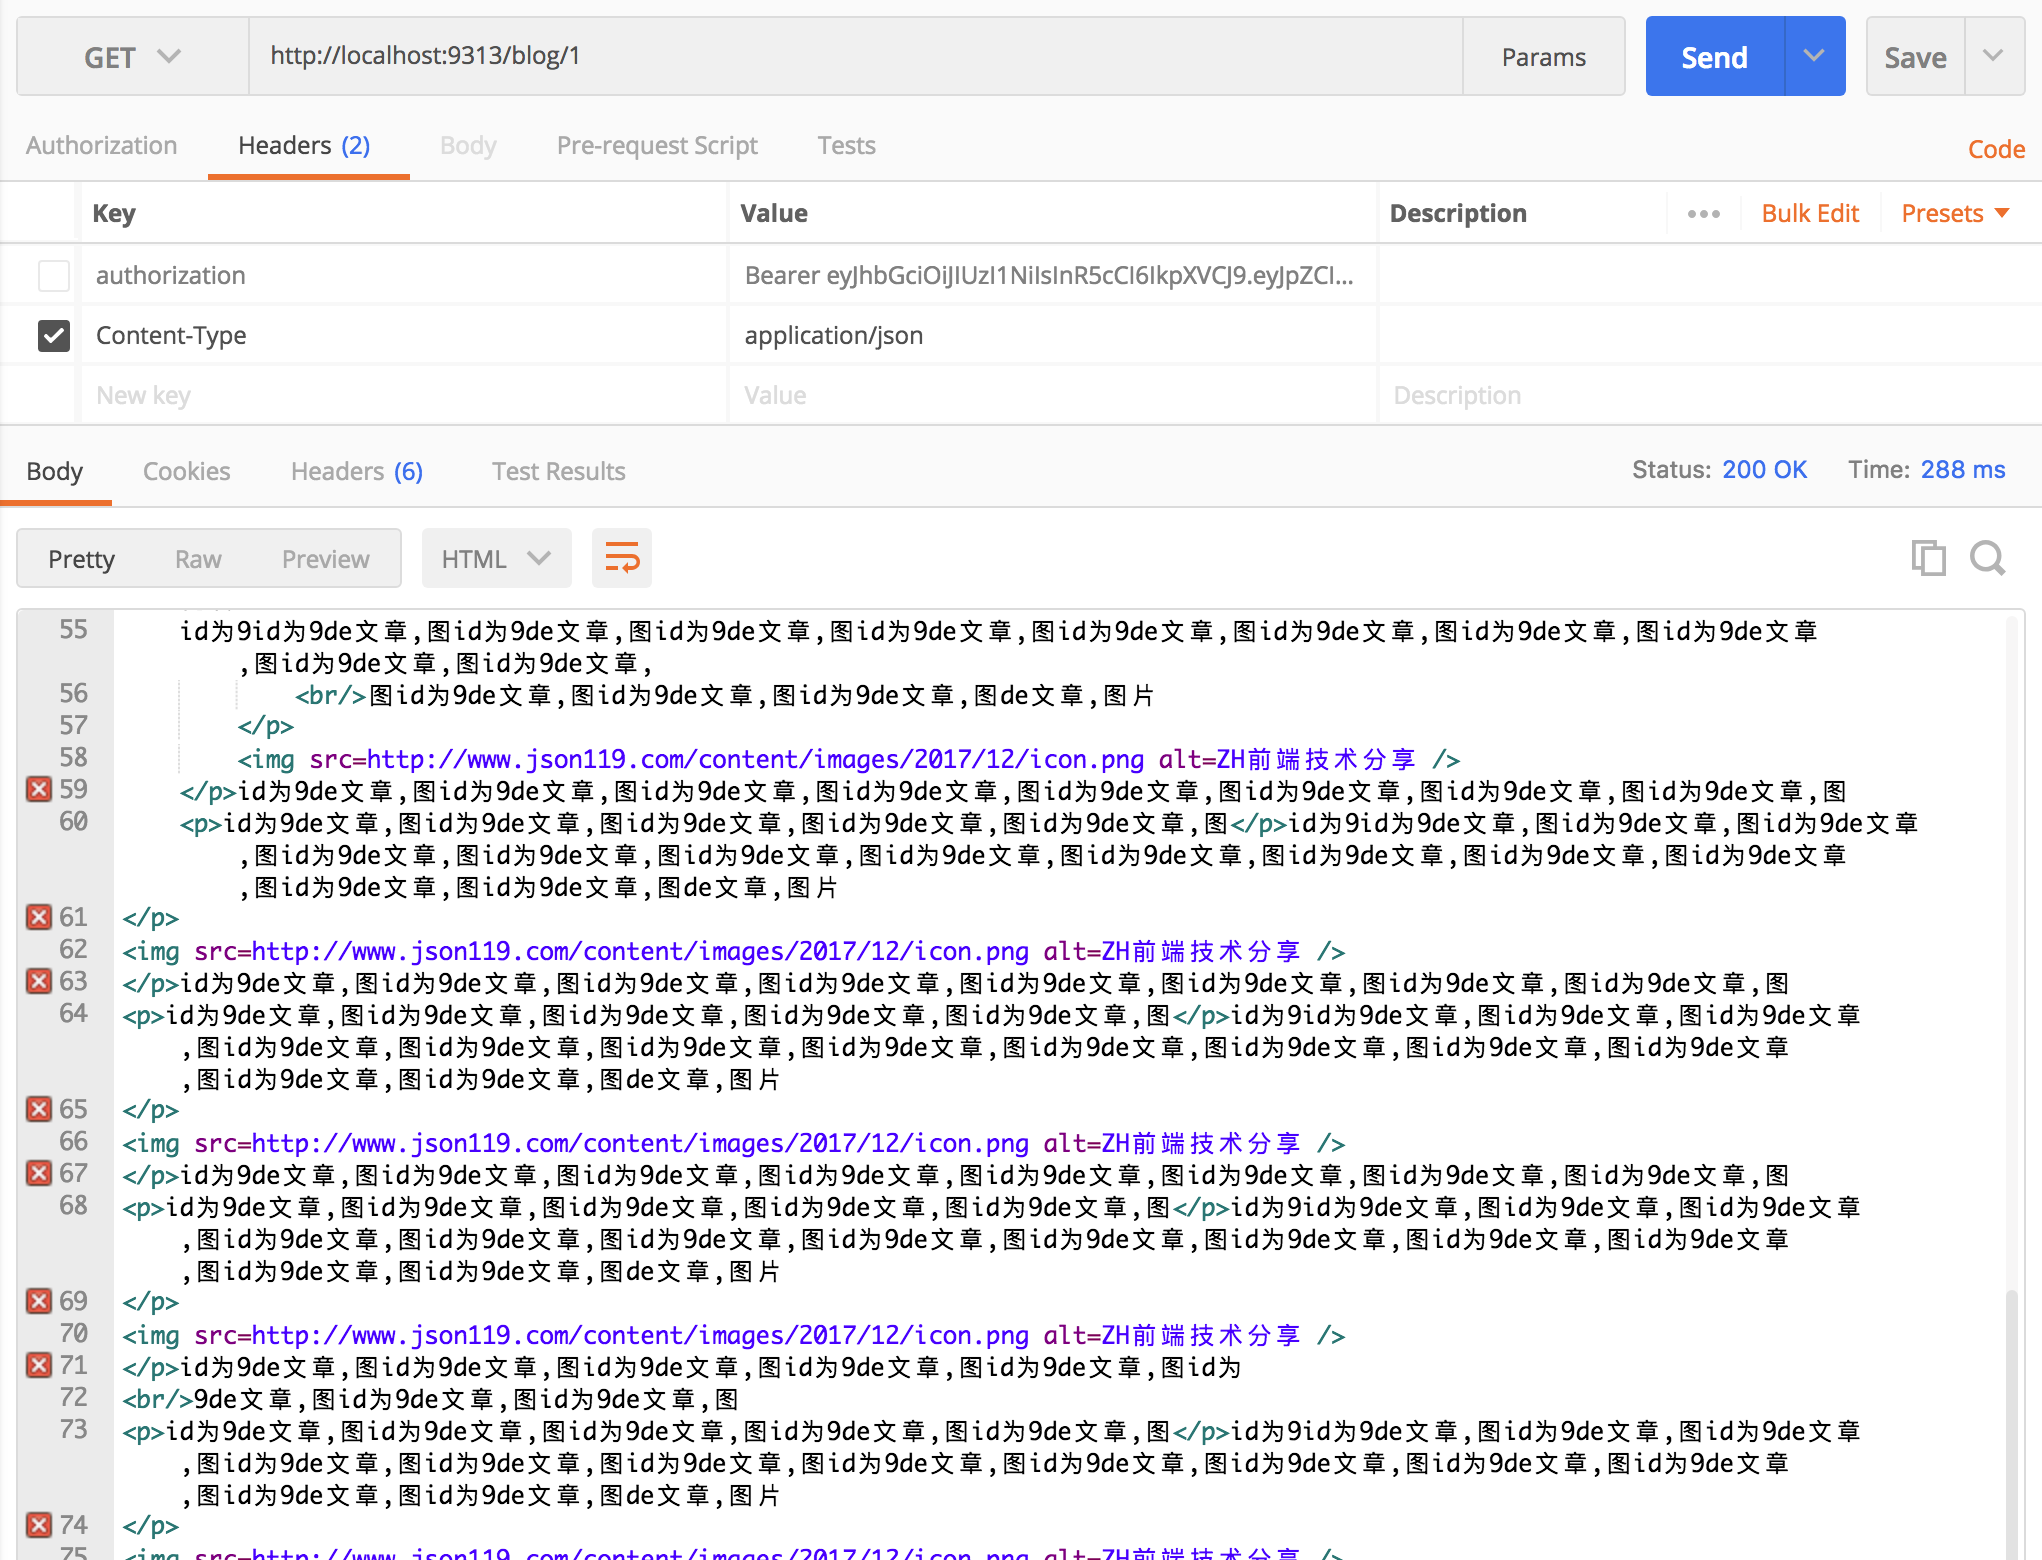 GET http://localhost:9313/blog/1 Params Send Save
Authorization Headers (2) Body Pre-request Script Tests Code
Key Value Description Bulk Edit Presets
authorization Bearer eyJhbGciOiJIUzI1NiIsInR5cCI6IkpXVCJ9.eyJpZCI...
Content-Type application/json
New key Value Description
Body Cookies Headers (6) Test Results Status: 200 OK Time: 288 ms
Pretty Raw Preview HTML
55 id为9id为9de文章,图id为9de文章,图id为9de文章,图id为9de文章,图id为9de文章,图id为9de文章,图id为9de文章,图id为9de文章
,图id为9de文章,图id为9de文章,
56 <br/>图id为9de文章,图id为9de文章,图id为9de文章,图de文章,图片
57 </p>
58 <img src=http://www.json119.com/content/images/2017/12/icon.png alt=ZH前端技术分享 />
59 </p>id为9de文章,图id为9de文章,图id为9de文章,图id为9de文章,图id为9de文章,图id为9de文章,图id为9de文章,图id为9de文章,图
60 <p>id为9de文章,图id为9de文章,图id为9de文章,图id为9de文章,图id为9de文章,图</p>id为9id为9de文章,图id为9de文章,图id为9de文章
,图id为9de文章,图id为9de文章,图id为9de文章,图id为9de文章,图id为9de文章,图id为9de文章,图id为9de文章,图id为9de文章
,图id为9de文章,图id为9de文章,图de文章,图片
61 </p>
62 <img src=http://www.json119.com/content/images/2017/12/icon.png alt=ZH前端技术分享 />
63 </p>id为9de文章,图id为9de文章,图id为9de文章,图id为9de文章,图id为9de文章,图id为9de文章,图id为9de文章,图id为9de文章,图
64 <p>id为9de文章,图id为9de文章,图id为9de文章,图id为9de文章,图id为9de文章,图</p>id为9id为9de文章,图id为9de文章,图id为9de文章
,图id为9de文章,图id为9de文章,图id为9de文章,图id为9de文章,图id为9de文章,图id为9de文章,图id为9de文章,图id为9de文章
,图id为9de文章,图id为9de文章,图de文章,图片
65 </p>
66 <img src=http://www.json119.com/content/images/2017/12/icon.png alt=ZH前端技术分享 />
67 </p>id为9de文章,图id为9de文章,图id为9de文章,图id为9de文章,图id为9de文章,图id为9de文章,图id为9de文章,图id为9de文章,图
68 <p>id为9de文章,图id为9de文章,图id为9de文章,图id为9de文章,图id为9de文章,图</p>id为9id为9de文章,图id为9de文章,图id为9de文章
,图id为9de文章,图id为9de文章,图id为9de文章,图id为9de文章,图id为9de文章,图id为9de文章,图id为9de文章,图id为9de文章
,图id为9de文章,图id为9de文章,图de文章,图片
69 </p>
70 <img src=http://www.json119.com/content/images/2017/12/icon.png alt=ZH前端技术分享 />
71 </p>id为9de文章,图id为9de文章,图id为9de文章,图id为9de文章,图id为9de文章,图id为
72 <br/>9de文章,图id为9de文章,图id为9de文章,图
73 <p>id为9de文章,图id为9de文章,图id为9de文章,图id为9de文章,图id为9de文章,图</p>id为9id为9de文章,图id为9de文章,图id为9de文章
,图id为9de文章,图id为9de文章,图id为9de文章,图id为9de文章,图id为9de文章,图id为9de文章,图id为9de文章,图id为9de文章
,图id为9de文章,图id为9de文章,图de文章,图片
74 </p>
75 <img src=http://www.json119.com/content/images/2017/12/icon.png alt=ZH前端技术分享 />